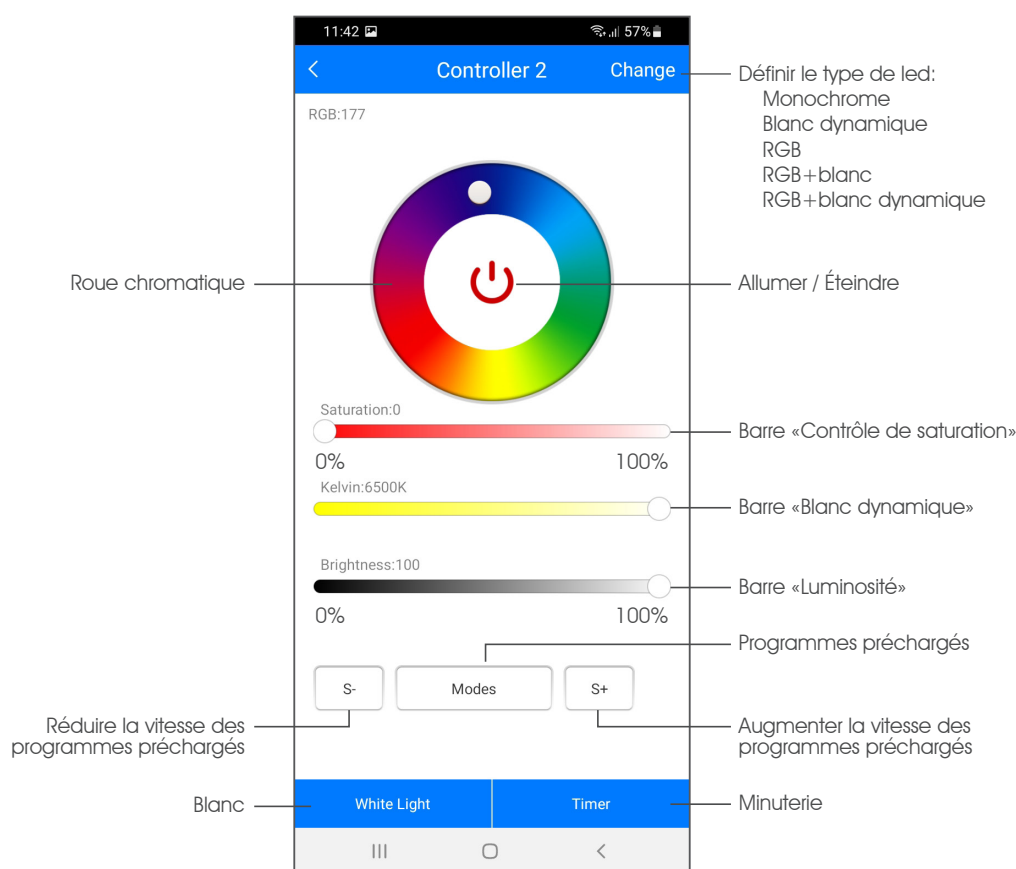 11:42
57%
Controller 2
Change
Définir le type de led:
Monochrome
Blanc dynamique
RGB
RGB+blanc
RGB+blanc dynamique
RGB:177
Roue chromatique
Allumer / Éteindre
Saturation:0
Barre «Contrôle de saturation»
0%
100%
Kelvin:6500K
Barre «Blanc dynamique»
Brightness:100
Barre «Luminosité»
0%
100%
Programmes préchargés
S-
Modes
S+
Réduire la vitesse des
programmes préchargés
Augmenter la vitesse des
programmes préchargés
Blanc
White Light
Timer
Minuterie